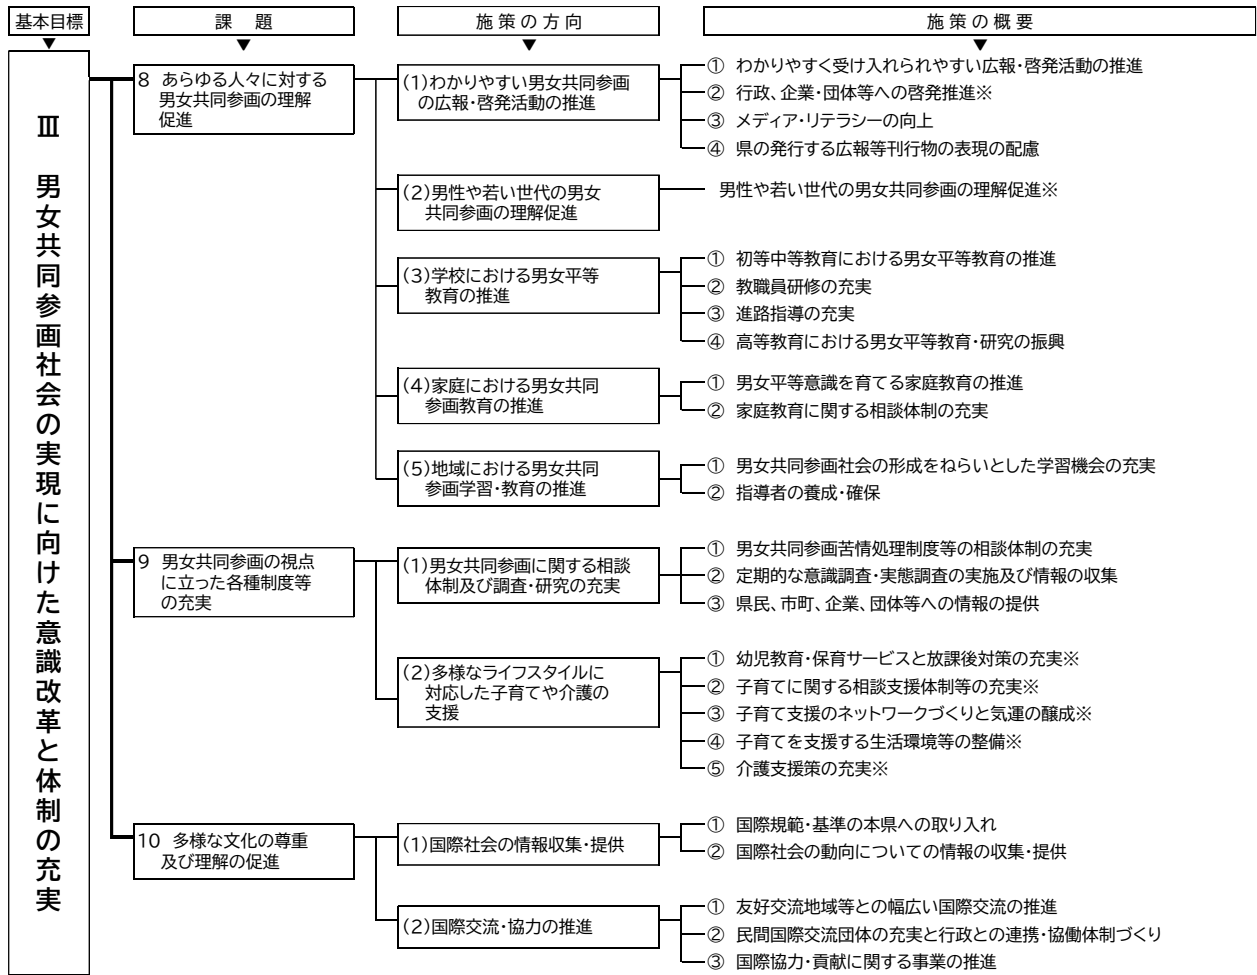 基本目標
課題
施策の方向
施策の概要
▼
▼
▼
▼
Ⅲ 男女共同参画社会の実現に向けた意識改革と体制の充実
8 あらゆる人々に対する
男女共同参画の理解
促進
(1)わかりやすい男女共同参画
の広報・啓発活動の推進
① わかりやすく受け入れられやすい広報・啓発活動の推進
② 行政、企業・団体等への啓発推進※
③ メディア・リテラシーの向上
④ 県の発行する広報等刊行物の表現の配慮
(2)男性や若い世代の男女
共同参画の理解促進
男性や若い世代の男女共同参画の理解促進※
(3)学校における男女平等
教育の推進
① 初等中等教育における男女平等教育の推進
② 教職員研修の充実
③ 進路指導の充実
④ 高等教育における男女平等教育・研究の振興
(4)家庭における男女共同
参画教育の推進
① 男女平等意識を育てる家庭教育の推進
② 家庭教育に関する相談体制の充実
(5)地域における男女共同
参画学習・教育の推進
① 男女共同参画社会の形成をねらいとした学習機会の充実
② 指導者の養成・確保
9 男女共同参画の視点
に立った各種制度等
の充実
(1)男女共同参画に関する相談
体制及び調査・研究の充実
① 男女共同参画苦情処理制度等の相談体制の充実
② 定期的な意識調査・実態調査の実施及び情報の収集
③ 県民、市町、企業、団体等への情報の提供
(2)多様なライフスタイルに
対応した子育てや介護の
支援
① 幼児教育・保育サービスと放課後対策の充実※
② 子育てに関する相談支援体制等の充実※
③ 子育て支援のネットワークづくりと気運の醸成※
④ 子育てを支援する生活環境等の整備※
⑤ 介護支援策の充実※
10 多様な文化の尊重
及び理解の促進
(1)国際社会の情報収集・提供
① 国際規範・基準の本県への取り入れ
② 国際社会の動向についての情報の収集・提供
(2)国際交流・協力の推進
① 友好交流地域等との幅広い国際交流の推進
② 民間国際交流団体の充実と行政との連携・協働体制づくり
③ 国際協力・貢献に関する事業の推進